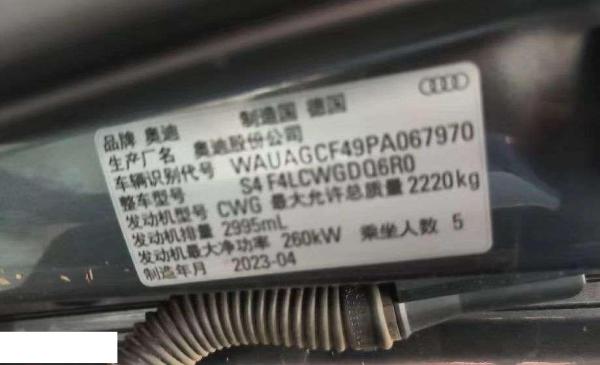 制造国 德国
品牌 奥迪
生产厂名 奥迪股份公司
车辆识别代号 WAUAGCF49PA067970
整车型号 S4 F4LCWGDQ6R0
发动机型号 CWG 最大允许总质量 2220kg
发动机排量 2995mL
发动机最大净功率 260kW 乘坐人数 5
制造年月 2023-04